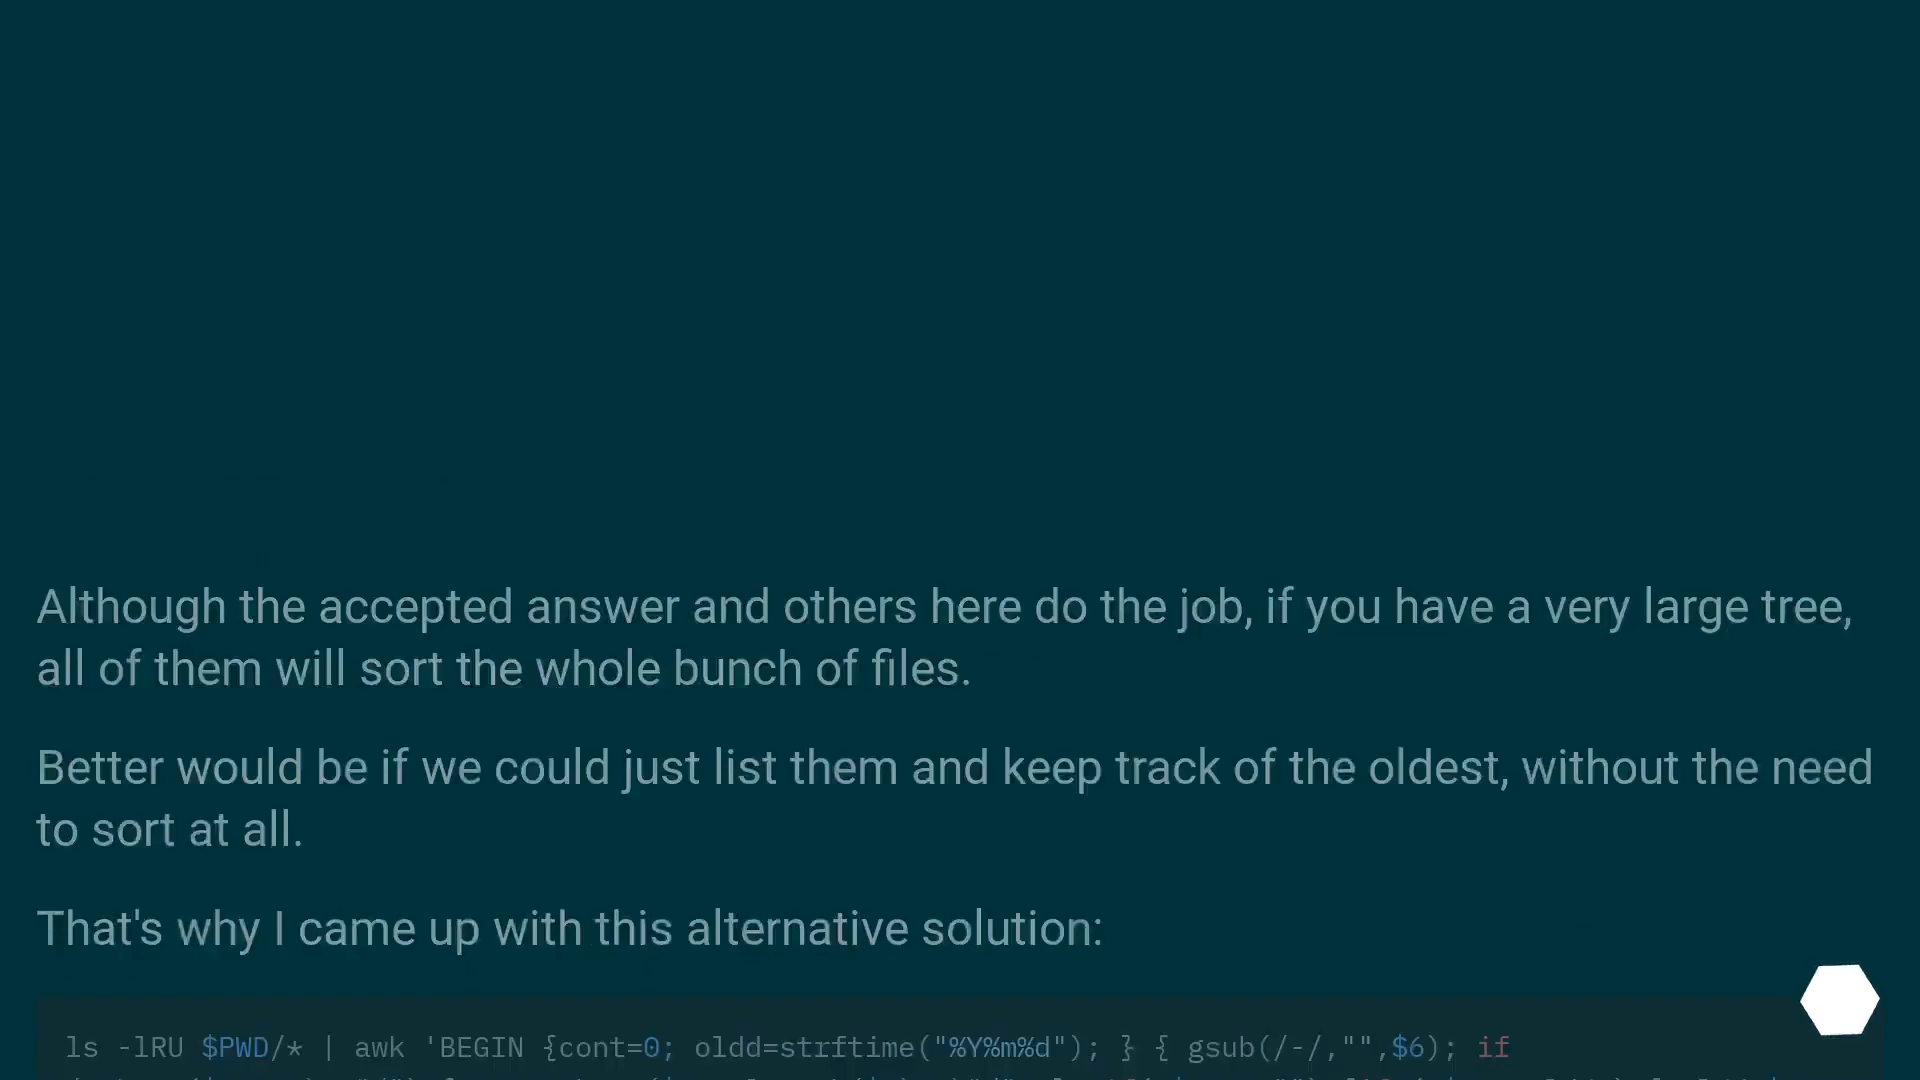 Although the accepted answer and others here do the job, if you have a very large tree,
all of them will sort the whole bunch of files.
Better would be if we could just list them and keep track of the oldest, without the need
to sort at all.
That's why I came up with this alternative solution:
ls -lRU $PWD/* | awk 'BEGIN {cont=0; oldd=strftime("%Y%m%d"); } { gsub(/-/,"",$6); if